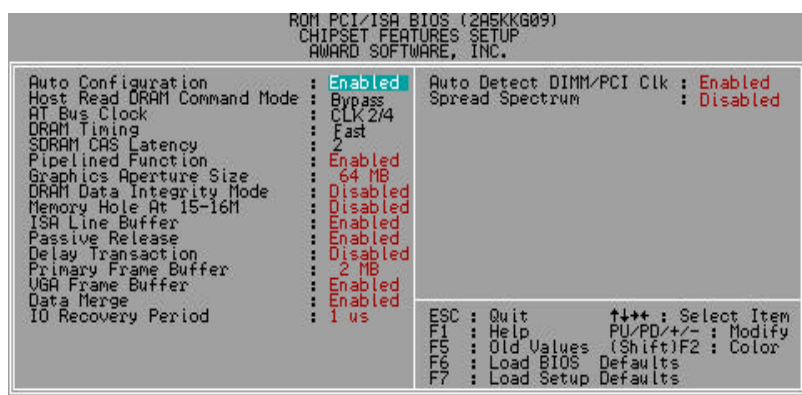 ROM PCI/ISA BIOS (2A5KKG09)
CHIPSET FEATURES SETUP
AWARD SOFTWARE, INC.
Auto Configuration : Enabled
Host Read DRAM Command Mode : Bypass
AT Bus Clock : CLK 2/4
DRAM Timing : Fast
SDRAM CAS Latency : 2
Pipelined Function : Enabled
Graphics Aperture Size : 64 MB
DRAM Data Integrity Mode : Disabled
Memory Hole At 15-16M : Disabled
ISA Line Buffer : Enabled
Passive Release : Enabled
Delay Transaction : Disabled
Primary Frame Buffer : 2 MB
VGA Frame Buffer : Enabled
Data Merge : Enabled
IO Recovery Period : 1 us
Auto Detect DIMM/PCI Clk : Enabled
Spread Spectrum : Disabled
ESC : Quit ↑↓→← : Select Item
F1 : Help PU/PD/+/- : Modify
F5 : Old Values (Shift)F2 : Color
F6 : Load BIOS Defaults
F7 : Load Setup Defaults